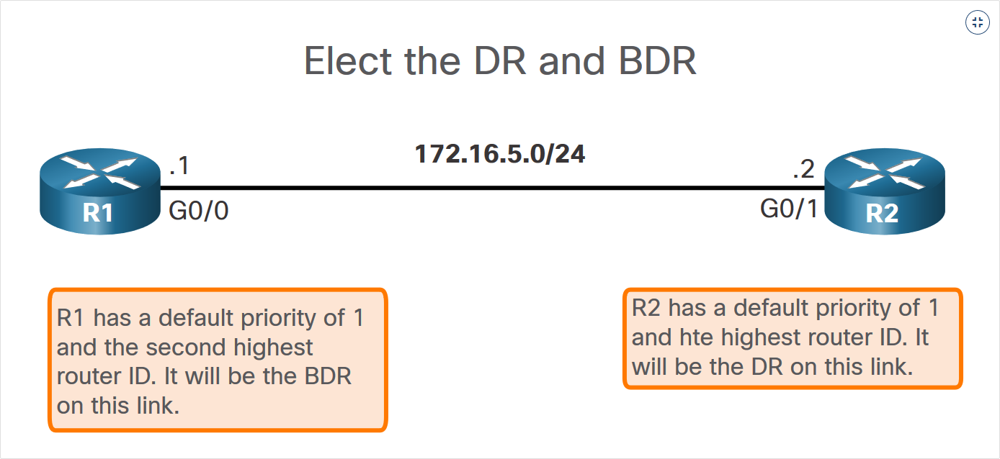 Elect the DR and BDR
172.16.5.0/24
.1
.2
R1
G0/0
G0/1
R2
R1 has a default priority of 1
and the second highest
router ID. It will be the BDR
on this link.
R2 has a default priority of 1
and hte highest router ID. It
will be the DR on this link.